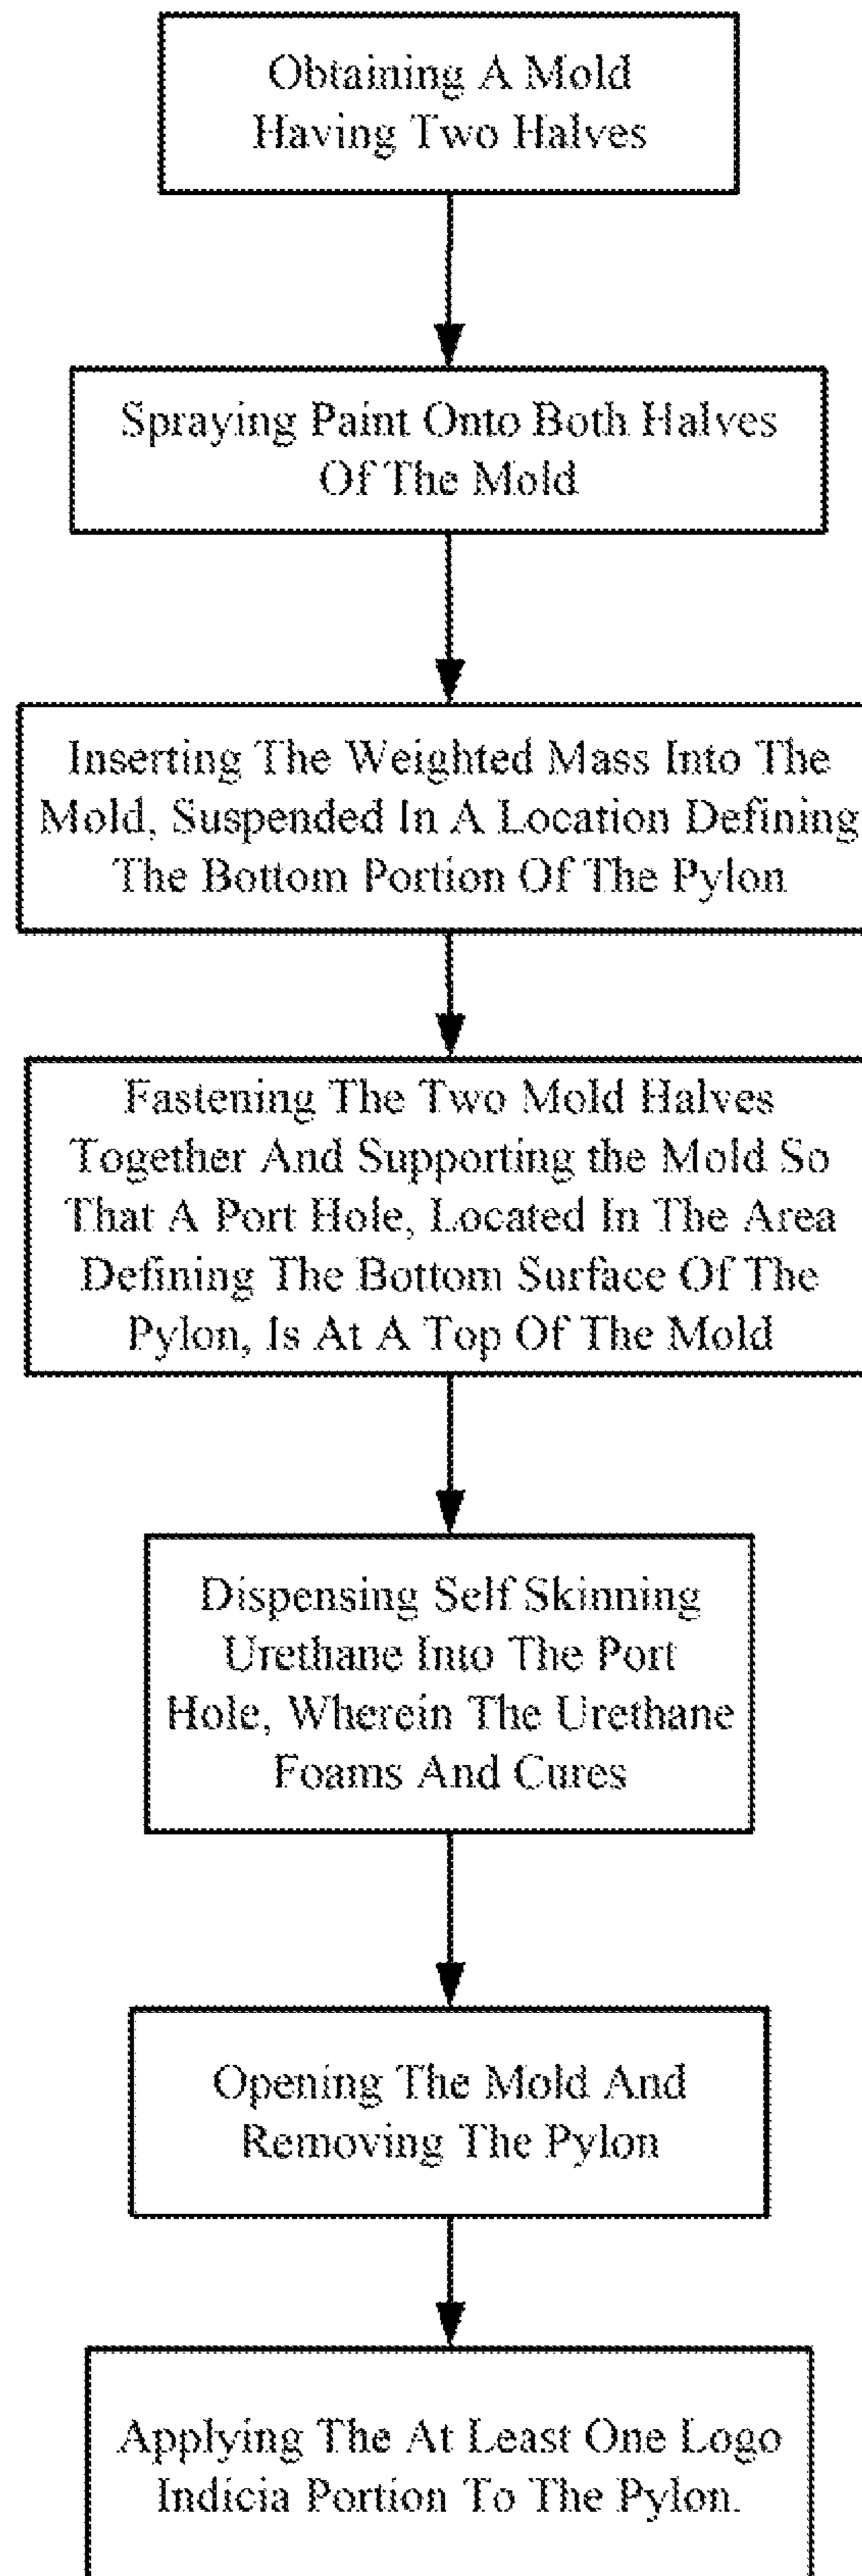 Obtaining A Mold
Having Two Halves
Spraying Paint Onto Both Halves
Of The Mold
Inserting The Weighted Mass Into The
Mold, Suspended In A Location Defining
The Bottom Portion Of The Pylon
Fastening The Two Mold Halves
Together And Supporting the Mold So
That A Port Hole, Located In The Area
Defining The Bottom Surface Of The
Pylon, Is At A Top Of The Mold
Dispensing Self Skinning
Urethane Into The Port
Hole, Wherein The Urethane
Foams And Cures
Opening The Mold And
Removing The Pylon
Applying The At Least One Logo
Indicia Portion To The Pylon.